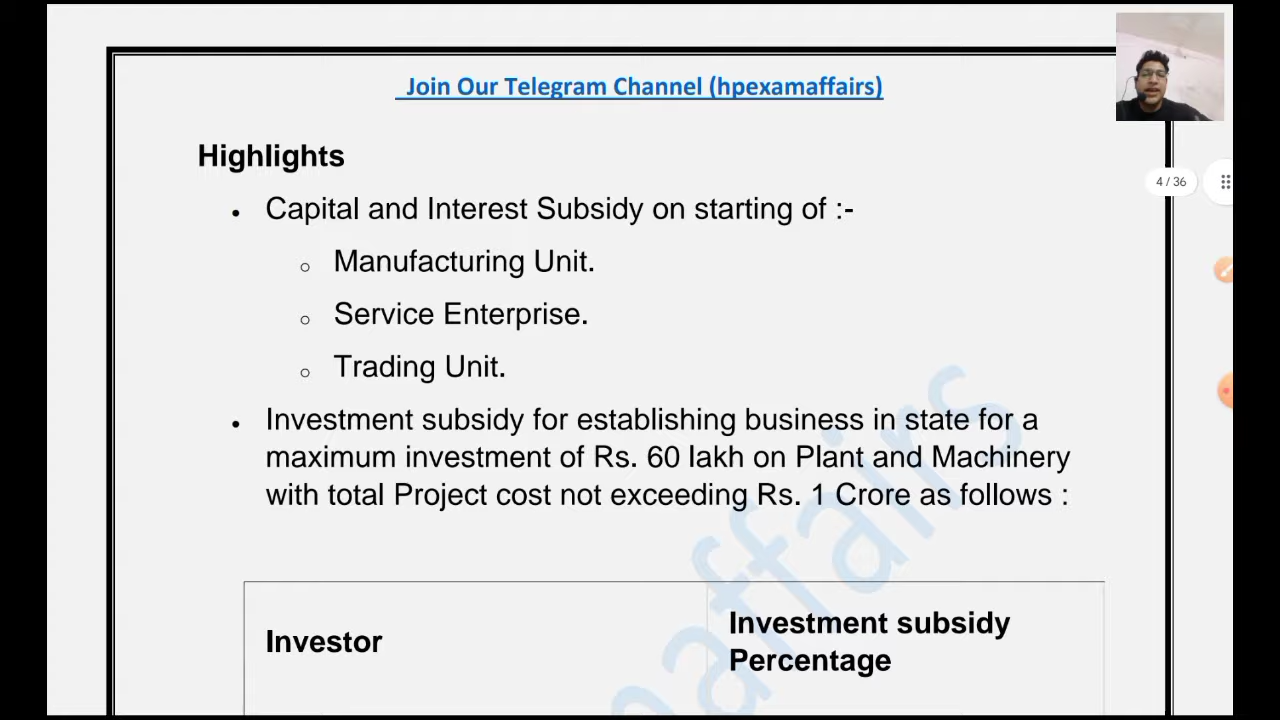 Join Our Telegram Channel (hpexamaffairs)
4 / 36
Highlights
• Capital and Interest Subsidy on starting of :-
o Manufacturing Unit.
o Service Enterprise.
o Trading Unit.
• Investment subsidy for establishing business in state for a
maximum investment of Rs. 60 lakh on Plant and Machinery
with total Project cost not exceeding Rs. 1 Crore as follows :
Investor
Investment subsidy
Percentage
affairs